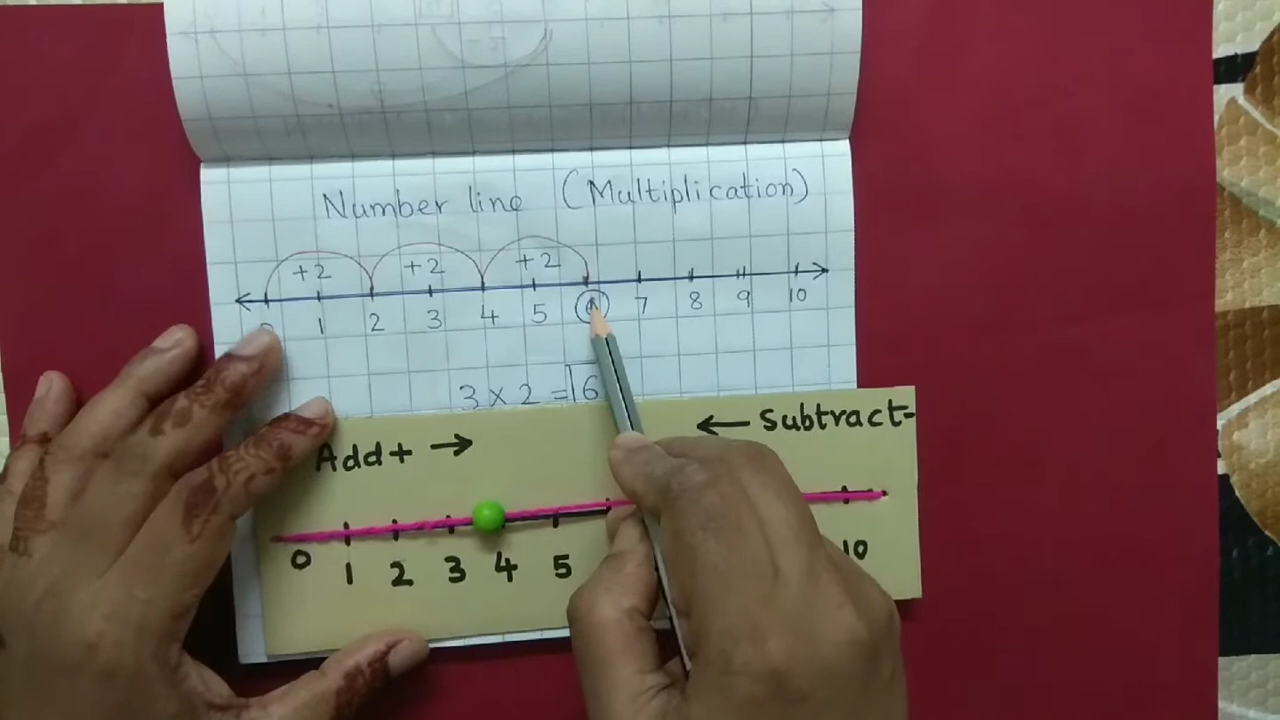 Number line (Multiplication)
+2 +2 +2
1 2 3 4 5 7 8 9 10
3 × 2 = 6
Add+ → ← Subtract-
0 1 2 3 4 5 10